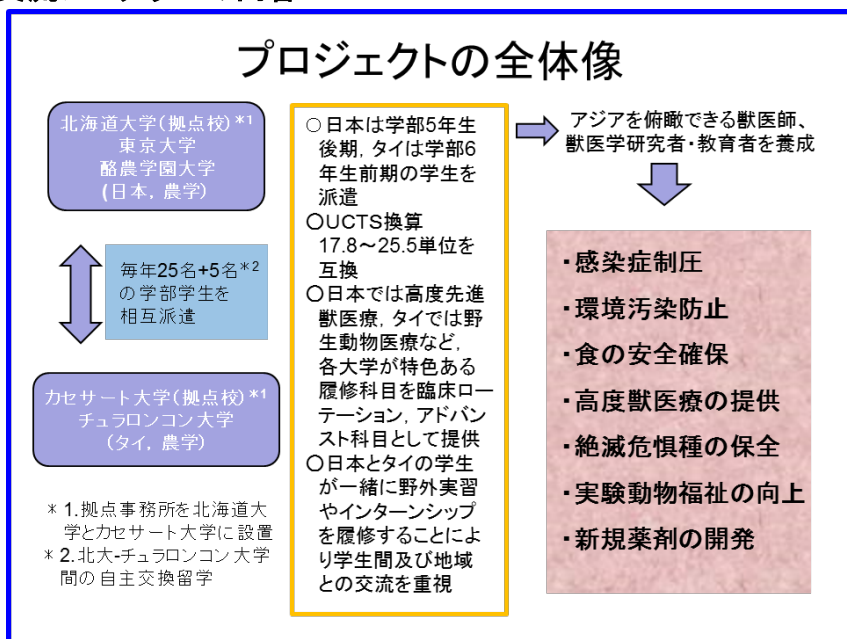 プロジェクトの全体像
北海道大学(拠点校)*1
東京大学
酪農学園大学
(日本, 農学)
毎年25名+5名*2
の学部学生を
相互派遣
カセサート大学(拠点校)*1
チュラロンコン大学
(タイ, 農学)
* 1.拠点事務所を北海道大
学とカセサート大学に設置
* 2.北大-チュラロンコン大学
間の自主交換留学
○日本は学部5年生
後期, タイは学部6
年生前期の学生を
派遣
○UCTS換算
17.8～25.5単位を
互換
○日本では高度先進
獣医療, タイでは野
生動物医療など,
各大学が特色ある
履修科目を臨床ロー
テーション, アドバン
スト科目として提供
○日本とタイの学生
が一緒に野外実習
やインターンシップ
を履修することによ
り学生間及び地域
との交流を重視
アジアを俯瞰できる獣医師、
獣医学研究者・教育者を養成
・感染症制圧
・環境汚染防止
・食の安全確保
・高度獣医療の提供
・絶滅危惧種の保全
・実験動物福祉の向上
・新規薬剤の開発